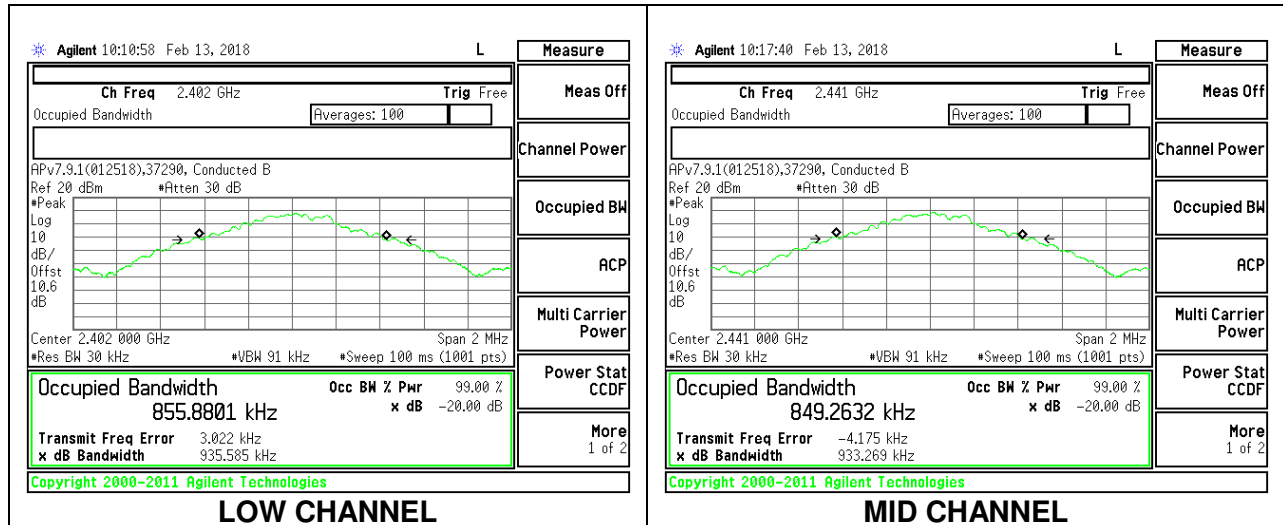 Agilent 10:10:58 Feb 13, 2018 L Measure
Ch Freq 2.402 GHz Trig Free
Occupied Bandwidth Averages: 100
APv7.9.1(012518),37290, Conducted B
Ref 20 dBm #Atten 30 dB
#Peak
Log
10
dB/
Offst
10.6
dB
Center 2.402 000 GHz Span 2 MHz
#Res BW 30 kHz #VBW 91 kHz #Sweep 100 ms (1001 pts)
Occupied Bandwidth Occ BW % Pwr 99.00 %
855.8801 kHz x dB -20.00 dB
Transmit Freq Error 3.022 kHz
x dB Bandwidth 935.585 kHz
Copyright 2000-2011 Agilent Technologies
Meas Off
Channel Power
Occupied BW
ACP
Multi Carrier
Power
Power Stat
CCDF
More
1 of 2
LOW CHANNEL
Agilent 10:17:40 Feb 13, 2018 L Measure
Ch Freq 2.441 GHz Trig Free
Occupied Bandwidth Averages: 100
APv7.9.1(012518),37290, Conducted B
Ref 20 dBm #Atten 30 dB
#Peak
Log
10
dB/
Offst
10.6
dB
Center 2.441 000 GHz Span 2 MHz
#Res BW 30 kHz #VBW 91 kHz #Sweep 100 ms (1001 pts)
Occupied Bandwidth Occ BW % Pwr 99.00 %
849.2632 kHz x dB -20.00 dB
Transmit Freq Error -4.175 kHz
x dB Bandwidth 933.269 kHz
Copyright 2000-2011 Agilent Technologies
Meas Off
Channel Power
Occupied BW
ACP
Multi Carrier
Power
Power Stat
CCDF
More
1 of 2
MID CHANNEL